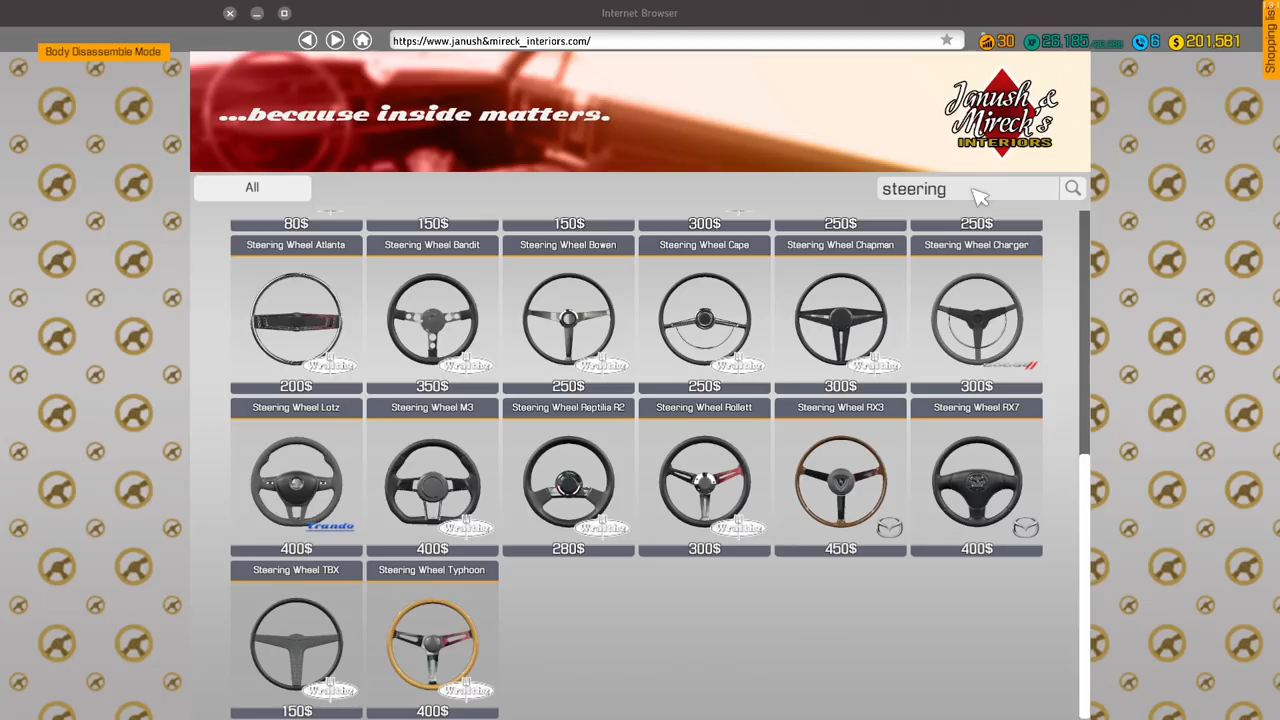 Internet Browser
Body Disassemble Mode
https://www.janush&mireck_interiors.com/
30
6
201,581
Shopping list
...because inside matters.
Janush &
Mireck's
INTERIORS
All
steering
80$ 150$ 150$ 300$ 250$ 250$
Steering Wheel Atlanta Steering Wheel Bandit Steering Wheel Bowen Steering Wheel Cape Steering Wheel Chapman Steering Wheel Charger
200$ 350$ 250$ 250$ 300$ 300$
Steering Wheel Lotz Steering Wheel M3 Steering Wheel Reptilia R2 Steering Wheel Rollett Steering Wheel RX3 Steering Wheel RX7
400$ 400$ 280$ 300$ 450$ 400$
Steering Wheel TBX Steering Wheel Typhoon
150$ 400$